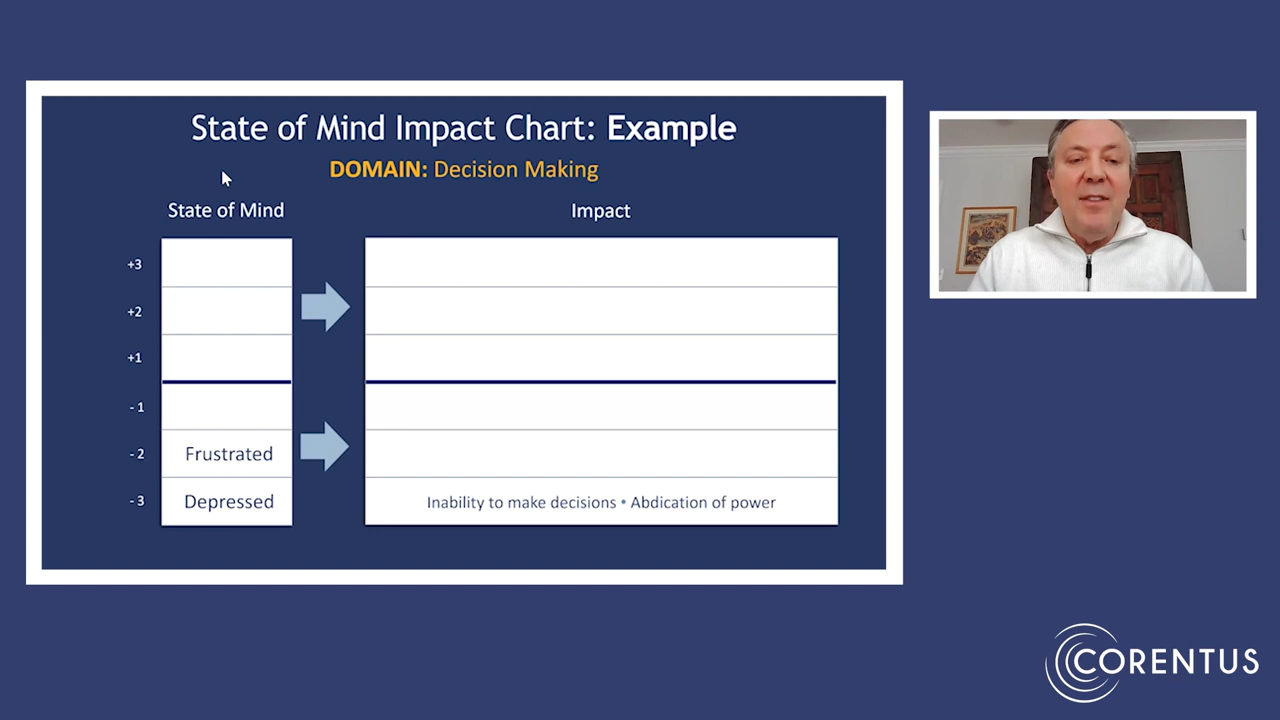 State of Mind Impact Chart: Example
DOMAIN: Decision Making
State of Mind
Impact
+3
+2
+1
- 1
- 2
Frustrated
- 3
Depressed
Inability to make decisions • Abdication of power
CORENTUS